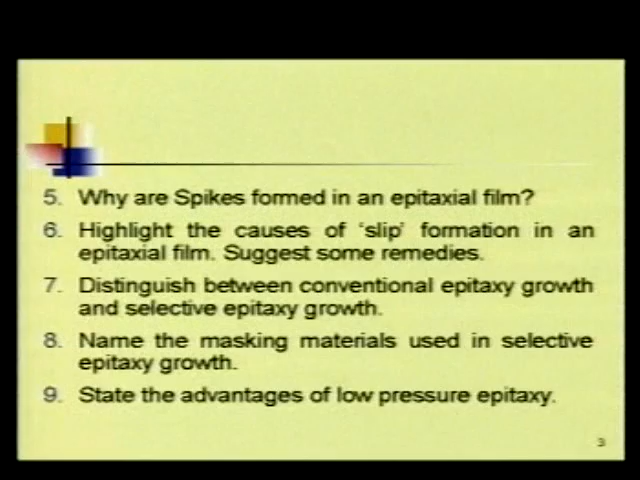 5. Why are Spikes formed in an epitaxial film?
6. Highlight the causes of 'slip' formation in an
epitaxial film. Suggest some remedies.
7. Distinguish between conventional epitaxy growth
and selective epitaxy growth.
8. Name the masking materials used in selective
epitaxy growth.
9. State the advantages of low pressure epitaxy.
3